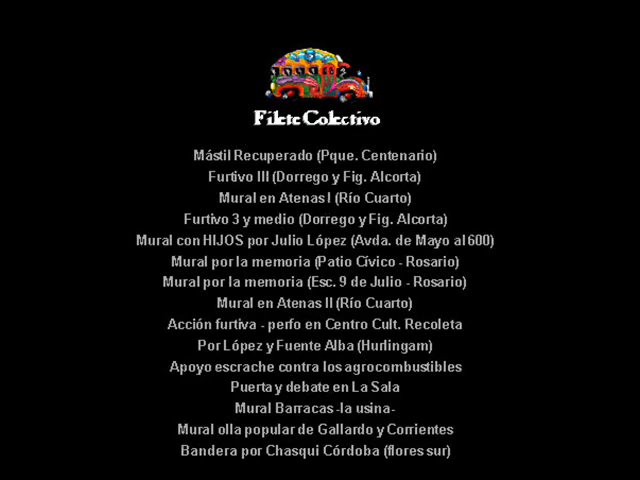 Filete Colectivo
Mástil Recuperado (Pque. Centenario)
Furtivo III (Dorrego y Fig. Alcorta)
Mural en Atenas I (Río Cuarto)
Furtivo 3 y medio (Dorrego y Fig. Alcorta)
Mural con HIJOS por Julio López (Avda. de Mayo al 600)
Mural por la memoria (Patio Cívico - Rosario)
Mural por la memoria (Esc. 9 de Julio - Rosario)
Mural en Atenas II (Río Cuarto)
Acción furtiva - perfo en Centro Cult. Recoleta
Por López y Fuente Alba (Hurlingam)
Apoyo escrache contra los agrocombustibles
Puerta y debate en La Sala
Mural Barracas -la usina-
Mural olla popular de Gallardo y Corrientes
Bandera por Chasqui Córdoba (flores sur)